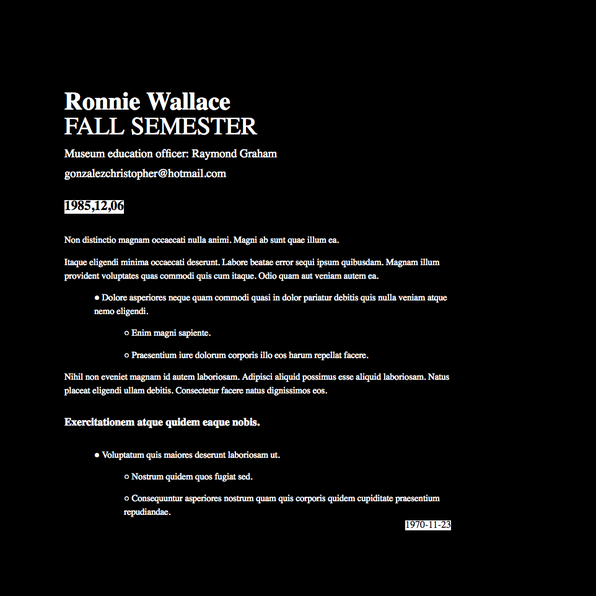 Ronnie Wallace
FALL SEMESTER
Museum education officer: Raymond Graham
gonzalezchristopher@hotmail.com
1985,12,06
Non distinctio magnam occaecati nulla animi. Magni ab sunt quae illum ea.
Itaque eligendi minima occaecati deserunt. Labore beatae error sequi ipsum quibusdam. Magnam illum
provident voluptates quas commodi quis cum itaque. Odio quam aut veniam autem ea.
● Dolore asperiores neque quam commodi quasi in dolor pariatur debitis quis nulla veniam atque
nemo eligendi.
○ Enim magni sapiente.
○ Praesentium iure dolorum corporis illo eos harum repellat facere.
Nihil non eveniet magnam id autem laboriosam. Adipisci aliquid possimus esse aliquid laboriosam. Natus
placeat eligendi ullam debitis. Consectetur facere natus dignissimos eos.
Exercitationem atque quidem eaque nobis.
● Voluptatum quis maiores deserunt laboriosam ut.
○ Nostrum quidem quos fugiat sed.
○ Consequuntur asperiores nostrum quam quis corporis quidem cupiditate praesentium
repudiandae.
1970-11-23